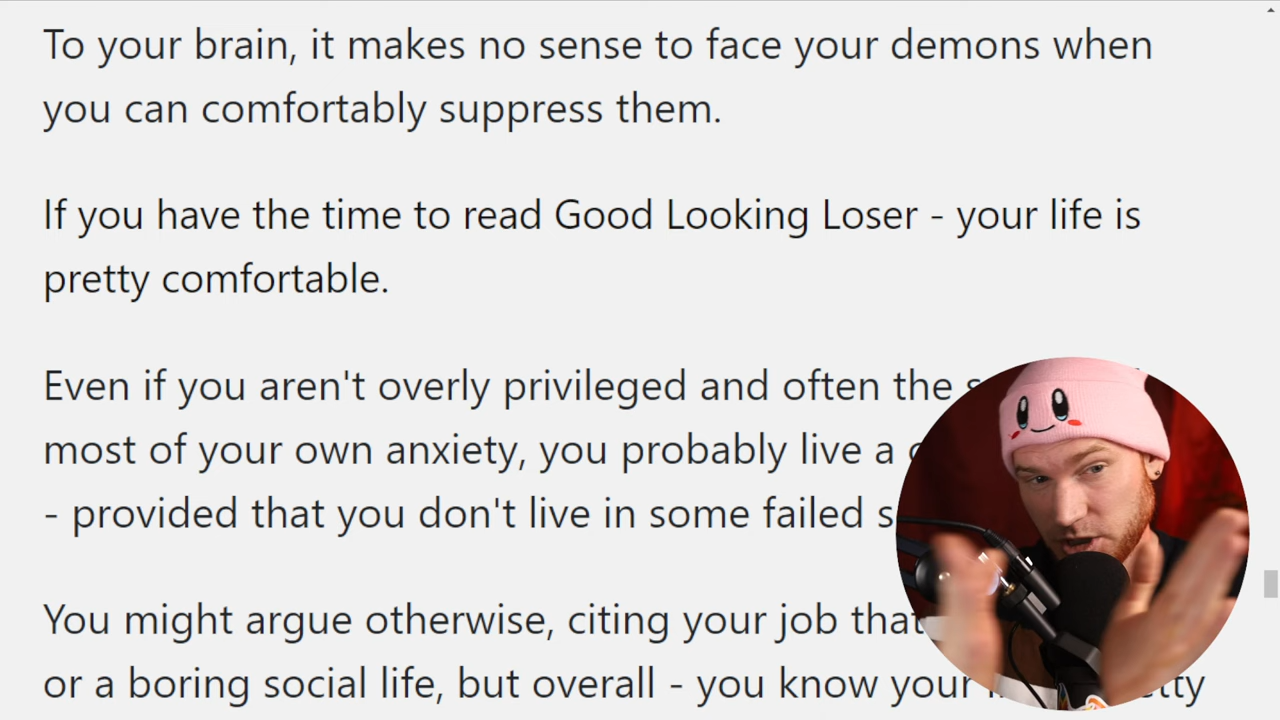 To your brain, it makes no sense to face your demons when
you can comfortably suppress them.
If you have the time to read Good Looking Loser - your life is
pretty comfortable.
Even if you aren't overly privileged and often the
most of your own anxiety, you probably live a
- provided that you don't live in some failed
You might argue otherwise, citing your job that
or a boring social life, but overall - you know your